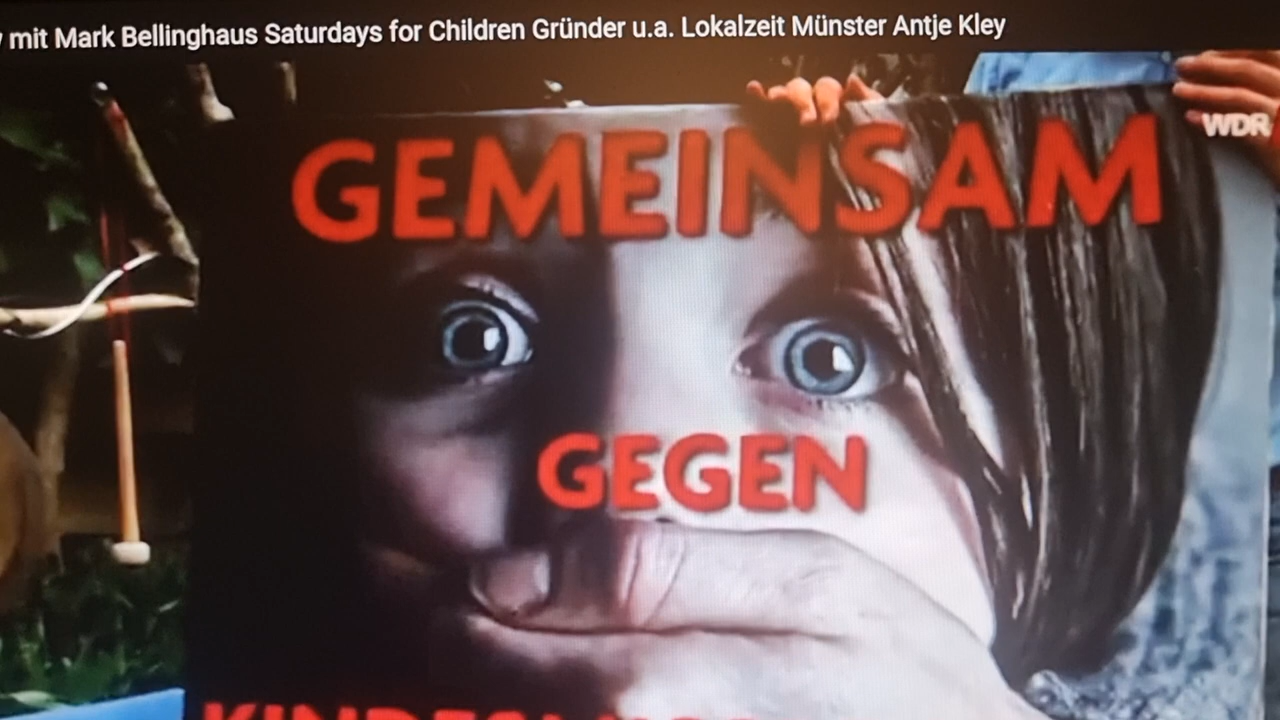 mit Mark Bellinghaus Saturdays for Children Gründer u.a. Lokalzeit Münster Antje Kley
WDR
GEMEINSAM
GEGEN